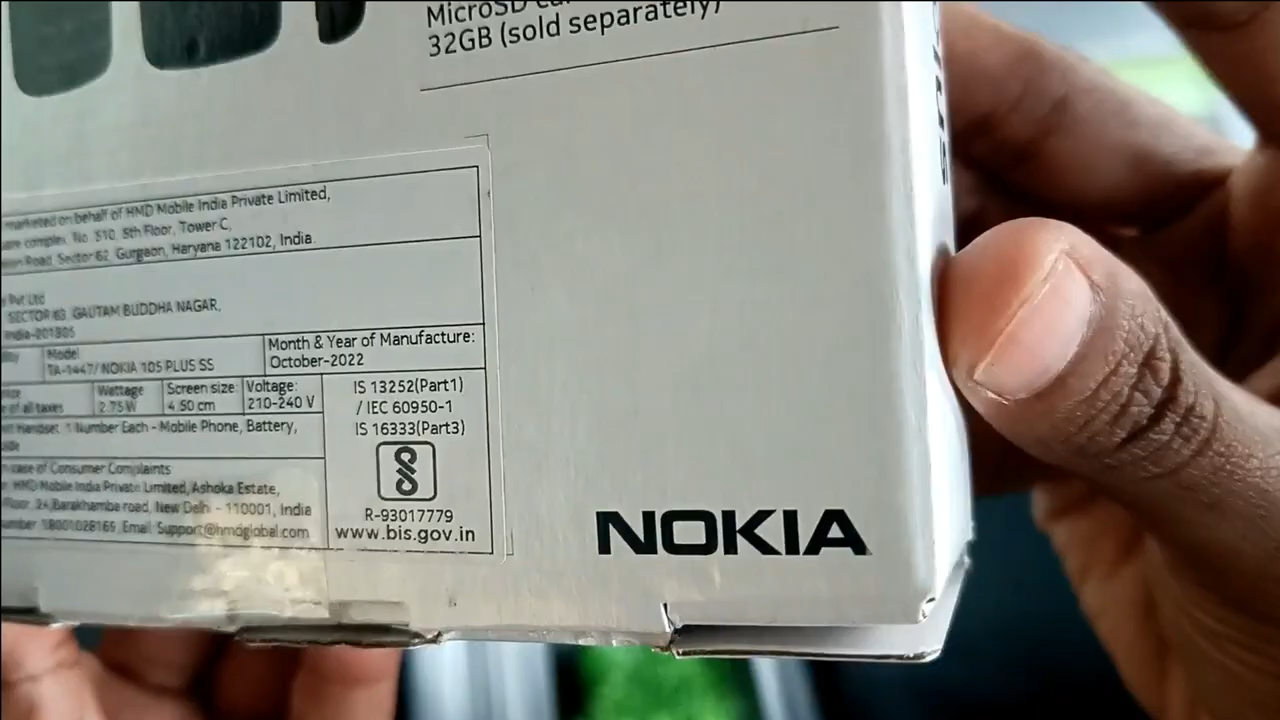 MicroSD
32GB (sold separately)
marketed on behalf of HMD Mobile India Private Limited,
complex, No. 510, 5th Floor, Tower C,
Road, Sector 62, Gurgaon, Haryana 122102, India.
Pvt Ltd
SECTOR 63, GAUTAM BUDDHA NAGAR,
India-201305
Model
TA-1447/ NOKIA 105 PLUS SS
Month & Year of Manufacture:
October-2022
of all taxes
Wattage
2.75W
Screen size:
4.50 cm
Voltage:
210-240 V
Handset: 1 Number Each - Mobile Phone, Battery,
IS 13252(Part1)
/ IEC 60950-1
IS 16333(Part3)
R-93017779
www.bis.gov.in
case of Consumer Complaints
HMD Mobile India Private Limited, Ashoka Estate,
24, Barakhamba road, New Delhi - 110001, India
18001028169, Email: Support@hmdglobal.com
NOKIA